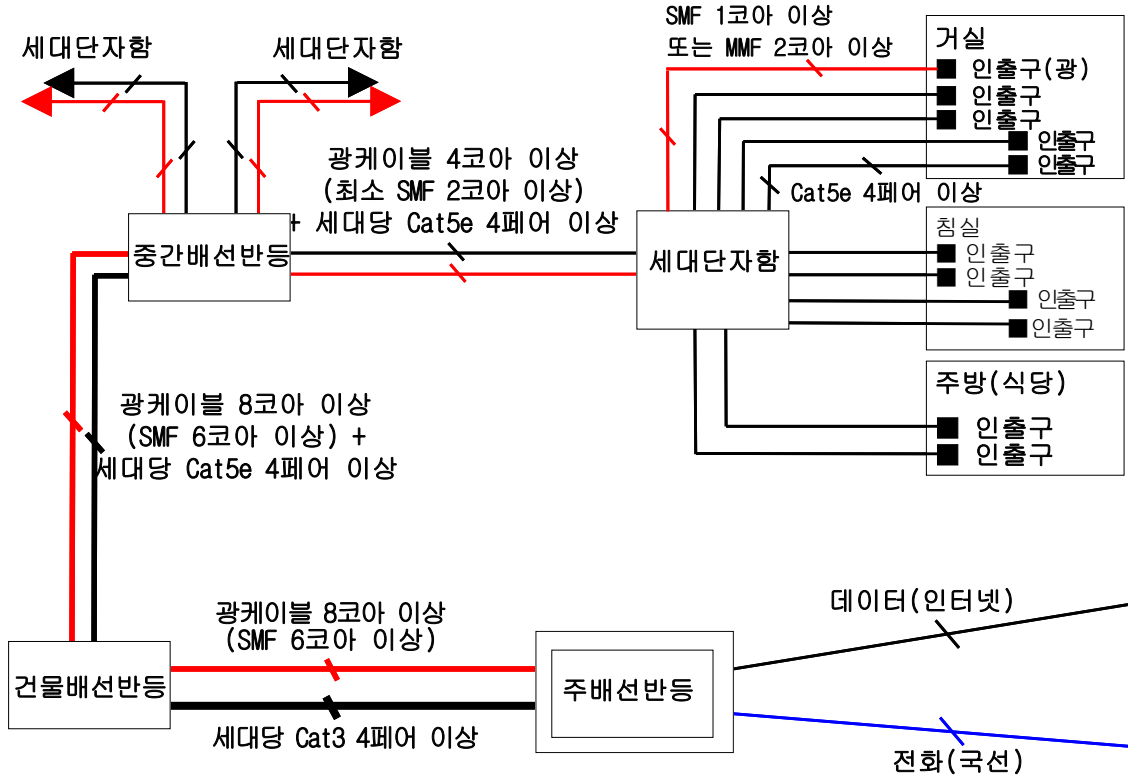 SMF 1코아 이상
또는 MMF 2코아 이상
세대단자함
세대단자함
거실
인출구(광)
인출구
인출구
인출구
인출구
Cat5e 4페어 이상
광케이블 4코아 이상
(최소 SMF 2코아 이상)
+ 세대당 Cat5e 4페어 이상
중간배선반등
세대단자함
침실
인출구
인출구
인출구
인출구
주방(식당)
인출구
인출구
광케이블 8코아 이상
(SMF 6코아 이상) +
세대당 Cat5e 4페어 이상
광케이블 8코아 이상
(SMF 6코아 이상)
데이터(인터넷)
건물배선반등
주배선반등
세대당 Cat3 4페어 이상
전화(국선)